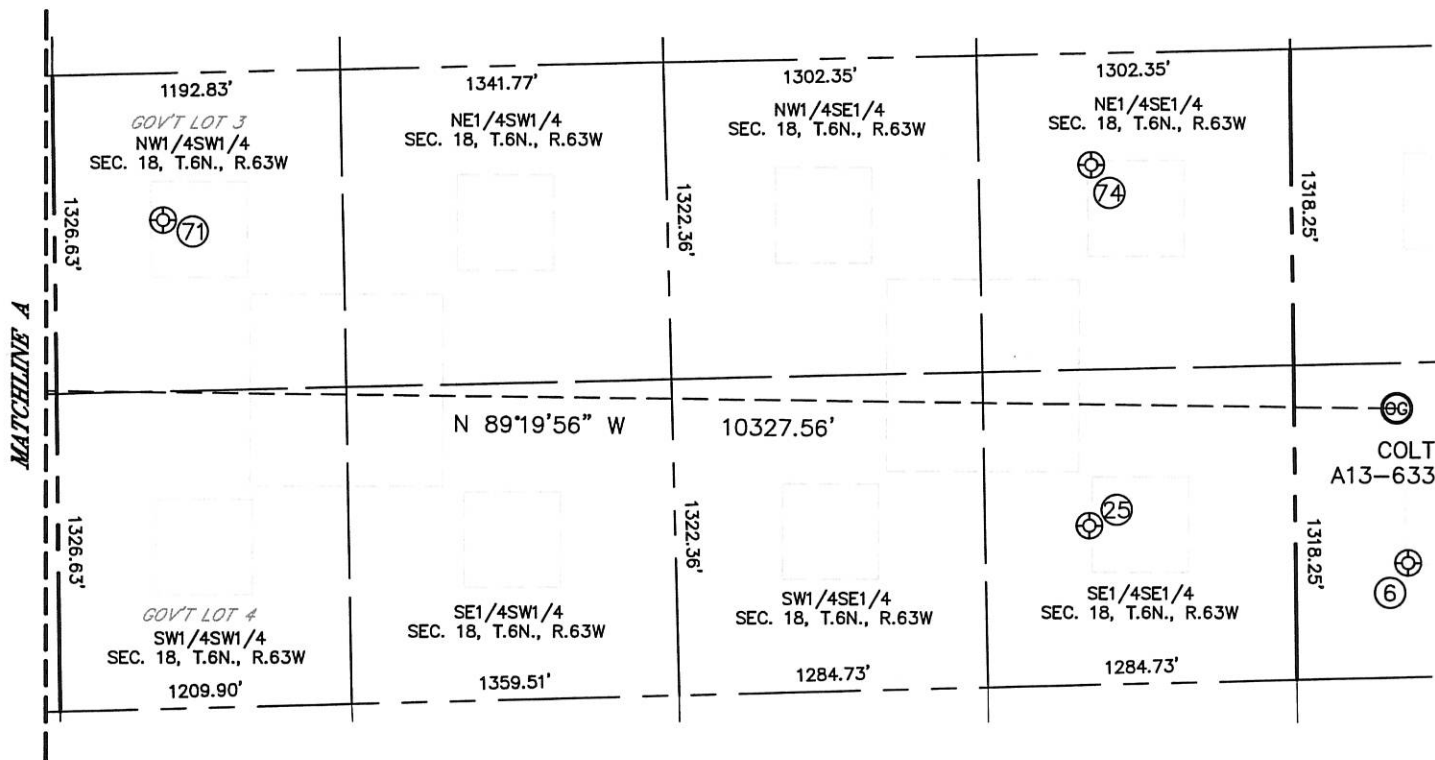 1192.83'
1341.77'
1302.35'
1302.35'
GOV'T LOT 3
NW1/4SW1/4
SEC. 18, T.6N., R.63W
NE1/4SW1/4
SEC. 18, T.6N., R.63W
NW1/4SE1/4
SEC. 18, T.6N., R.63W
NE1/4SE1/4
SEC. 18, T.6N., R.63W
1326.63'
71
1322.36'
74
1318.25'
MATCHLINE A
N 89°19'56" W 10327.56'
OG
COLT
A13-633
1326.63'
1322.36'
25
1318.25'
6
GOV'T LOT 4
SW1/4SW1/4
SEC. 18, T.6N., R.63W
SE1/4SW1/4
SEC. 18, T.6N., R.63W
SW1/4SE1/4
SEC. 18, T.6N., R.63W
SE1/4SE1/4
SEC. 18, T.6N., R.63W
1209.90'
1359.51'
1284.73'
1284.73'